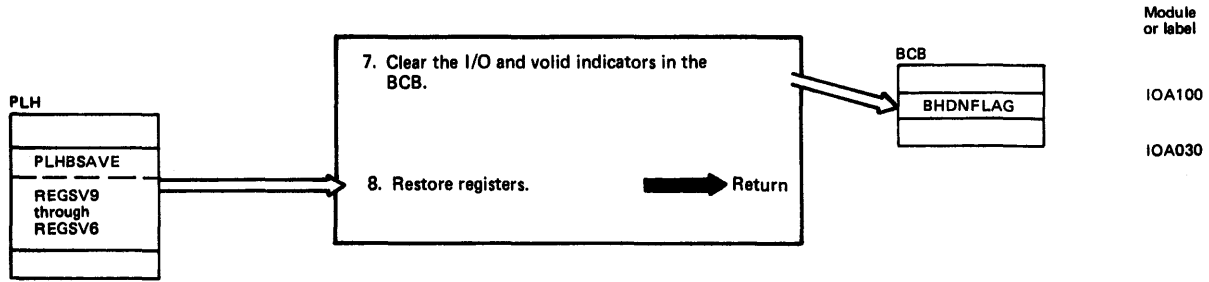 Module
or label
7. Clear the I/O and volid indicators in the
BCB.
BCB
BHDNFLAG
IOA100
PLH
PLHBSAVE
REGSV9
through
REGSV6
8. Restore registers.
Return
IOA030